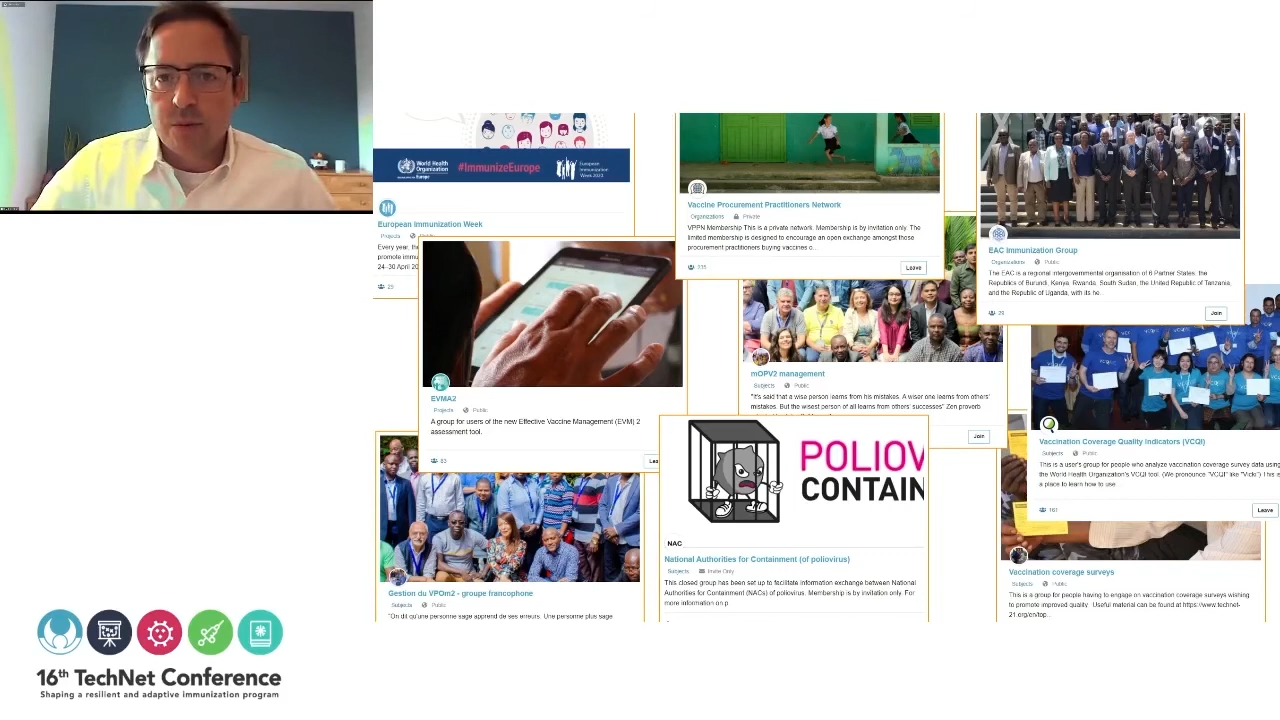 World Health
Organization
Europe
#ImmunizeEurope
European
Immunization
Week 2020
European Immunization Week
Projects
Every year, the
promote immu
24–30 April 20
29
Vaccine Procurement Practitioners Network
Organizations Private
VPPN Membership This is a private network. Membership is by Invitation only. The
limited membership is designed to encourage an open exchange amongst those
procurement practitioners buying vaccines o..
235
Leave
EAC Immunization Group
Organizations Public
The EAC is a regional intergovernmental organisation of 6 Partner States: the
Republics of Burundi, Kenya, Rwanda, South Sudan, the United Republic of Tanzania,
and the Republic of Uganda, with its he..
29
Join
EVMA2
Projects Public
A group for users of the new Effective Vaccine Management (EVM) 2
assessment tool.
83
Lea
mOPV2 management
Subjects Public
"It's said that a wise person learns from his mistakes. A wiser one learns from others'
mistakes. But the wisest person of all learns from others' successes" Zen proverb
Join
Vaccination Coverage Quality Indicators (VCQI)
Subjects Public
This is a user's group for people who analyze vaccination coverage survey data using
the World Health Organization's VCQI tool. (We pronounce "VCQI" like "Vicki") This is
a place to learn how to use ...
161
Leave
POLIOV
CONTAIN
NAC
National Authorities for Containment (of poliovirus)
Subjects Invite Only
This closed group has been set up to facilitate information exchange between National
Authorities for Containment (NACs) of poliovirus. Membership is by invitation only. For
more information on p
Gestion du VPOm2 - groupe francophone
Subjects Public
"On dit qu'une personne sage apprend de ses erreurs. Une personne plus sage
Vaccination coverage surveys
Subjects Public
This is a group for people having to engage on vaccination coverage surveys wishing
to promote improved quality. Useful material can be found at https://www.technet-
21.org/en/top..
16th TechNet Conference
Shaping a resilient and adaptive immunization program